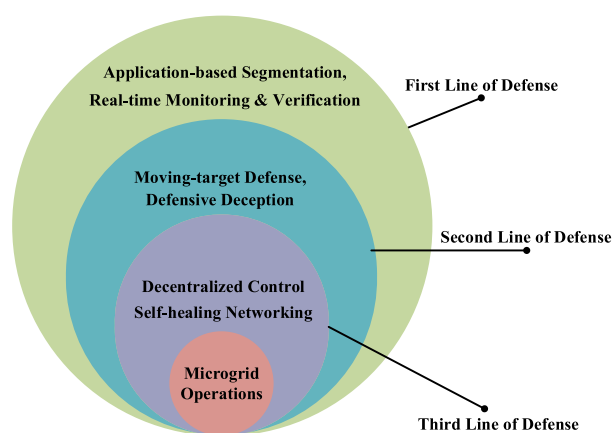 Application-based Segmentation,
Real-time Monitoring & Verification
First Line of Defense
Moving-target Defense,
Defensive Deception
Second Line of Defense
Decentralized Control
Self-healing Networking
Microgrid
Operations
Third Line of Defense